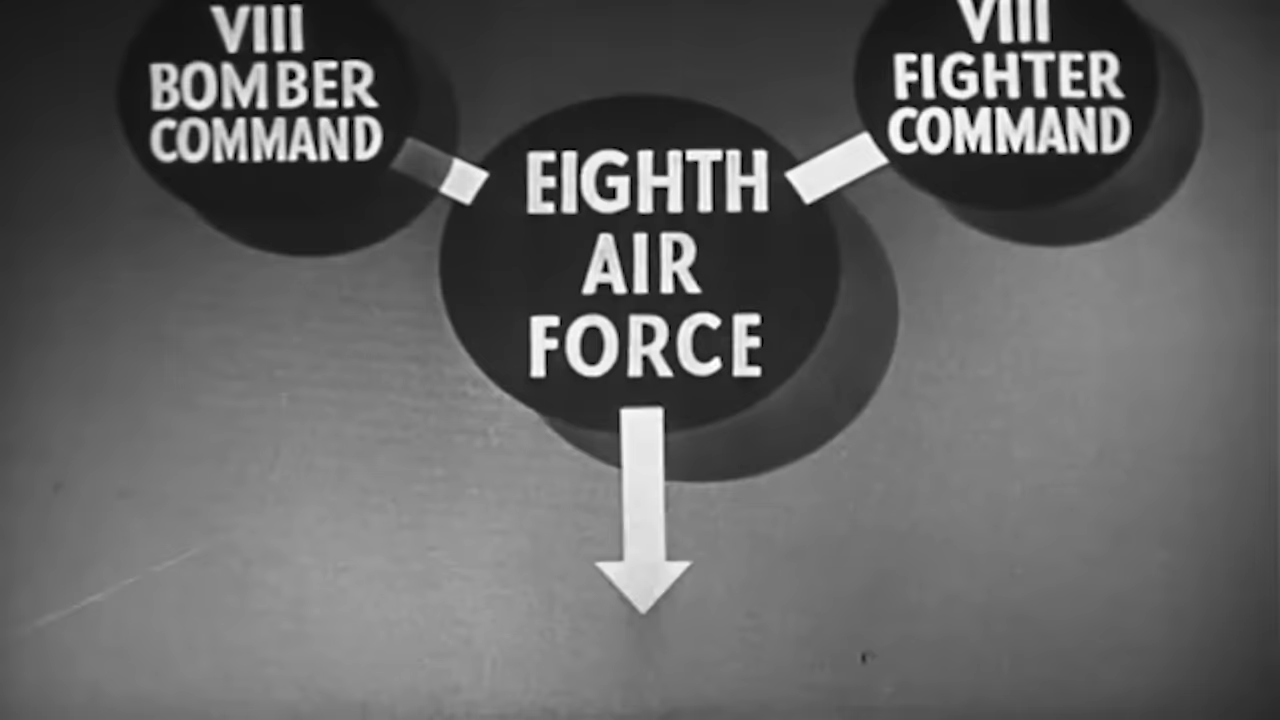 VIII
BOMBER
COMMAND
VIII
FIGHTER
COMMAND
EIGHTH
AIR
FORCE